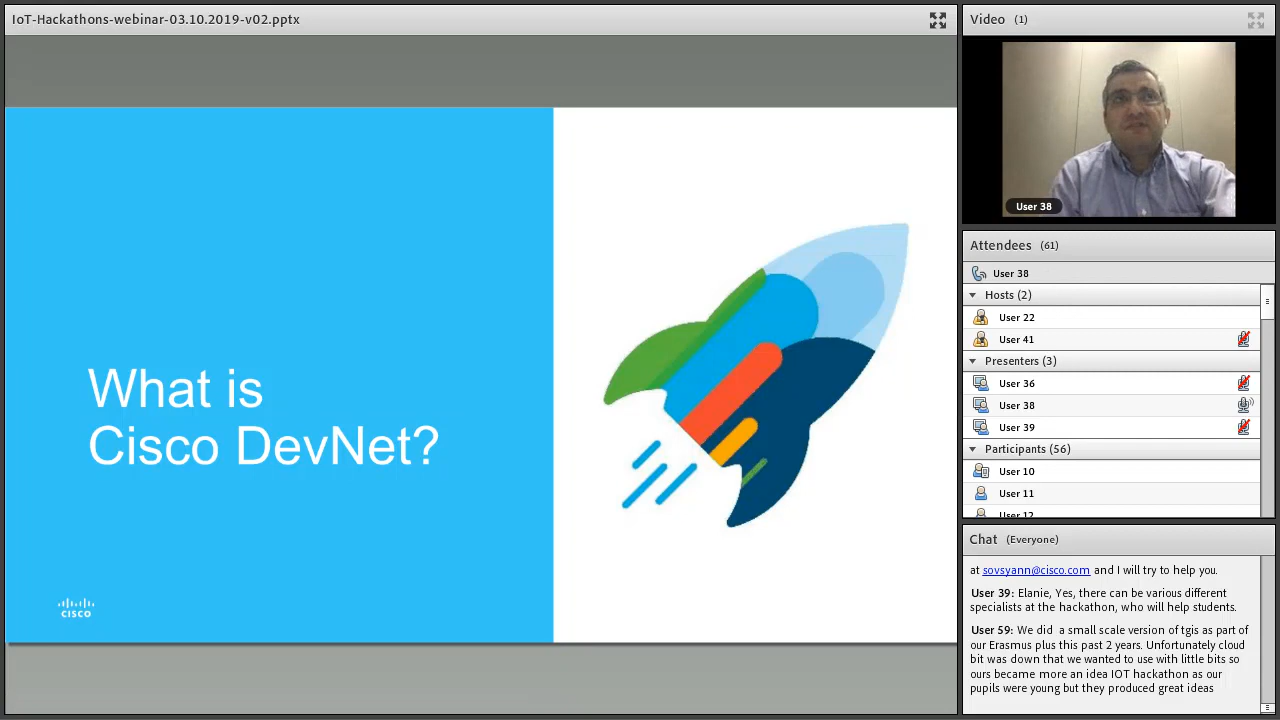 IoT-Hackathons-webinar-03.10.2019-v02.pptx
What is
Cisco DevNet?
CISCO
Video (1)
User 38
Attendees (61)
User 38
Hosts (2)
User 22
User 41
Presenters (3)
User 36
User 38
User 39
Participants (56)
User 10
User 11
User 12
Chat (Everyone)
at sovsyann@cisco.com and I will try to help you.
User 39: Elanie, Yes, there can be various different
specialists at the hackathon, who will help students.
User 59: We did a small scale version of tgis as part of
our Erasmus plus this past 2 years. Unfortunately cloud
bit was down that we wanted to use with little bits so
ours became more an idea IOT hackathon as our
pupils were young but they produced great ideas